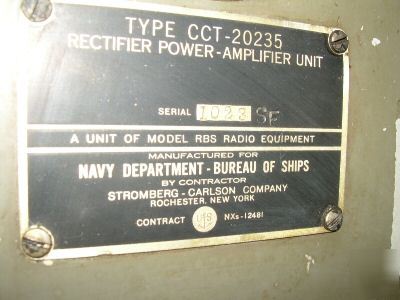 TYPE CCT-20235
RECTIFIER POWER-AMPLIFIER UNIT
SERIAL 1028 SF
A UNIT OF MODEL RBS RADIO EQUIPMENT
MANUFACTURED FOR
NAVY DEPARTMENT - BUREAU OF SHIPS
BY CONTRACTOR
STROMBERG - CARLSON COMPANY
ROCHESTER, NEW YORK
CONTRACT NXs-12481